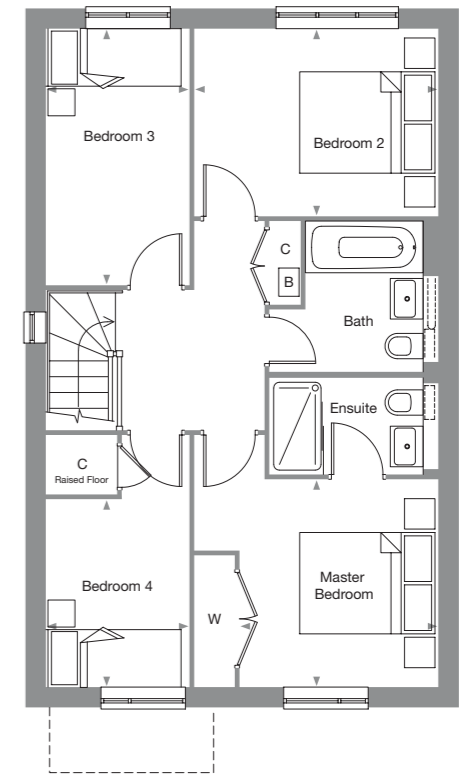 Bedroom 3
Bedroom 2
C
B
Bath
Ensuite
C
Raised Floor
Bedroom 4
W
Master
Bedroom